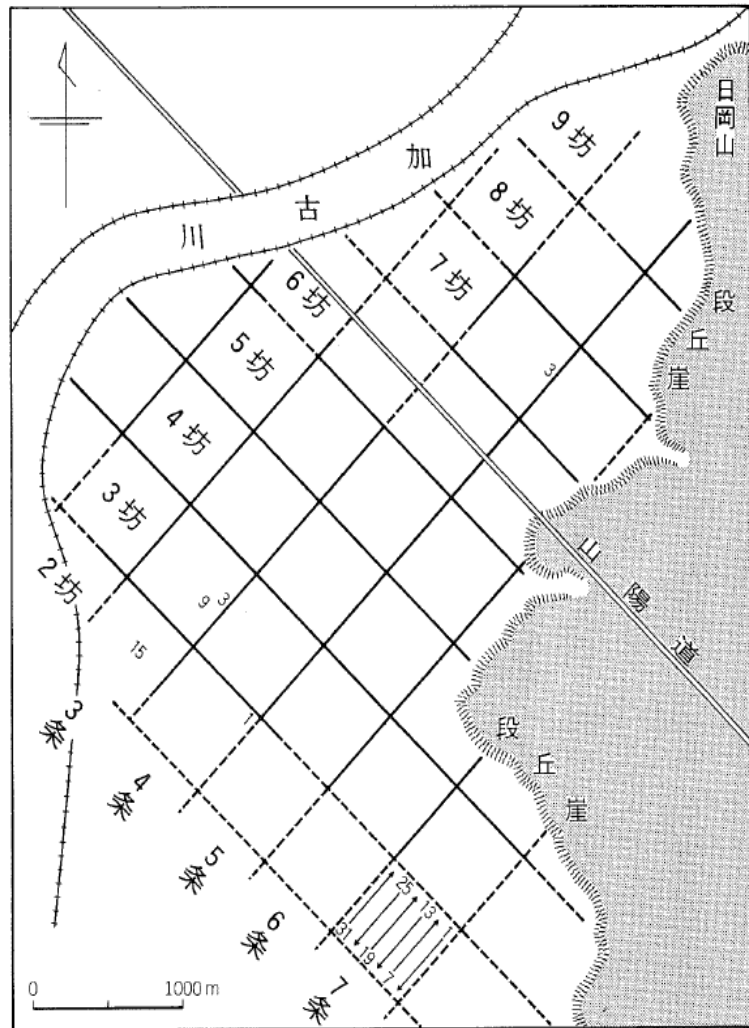 日岡山
加
古
川
9坊
8坊
7坊
6坊
5坊
4坊
3坊
2坊
段
丘
崖
3
山
陽
道
3
9
15
1
3条
4条
5条
6条
7条
段
丘
崖
25
13
31
19
7
0
1000m